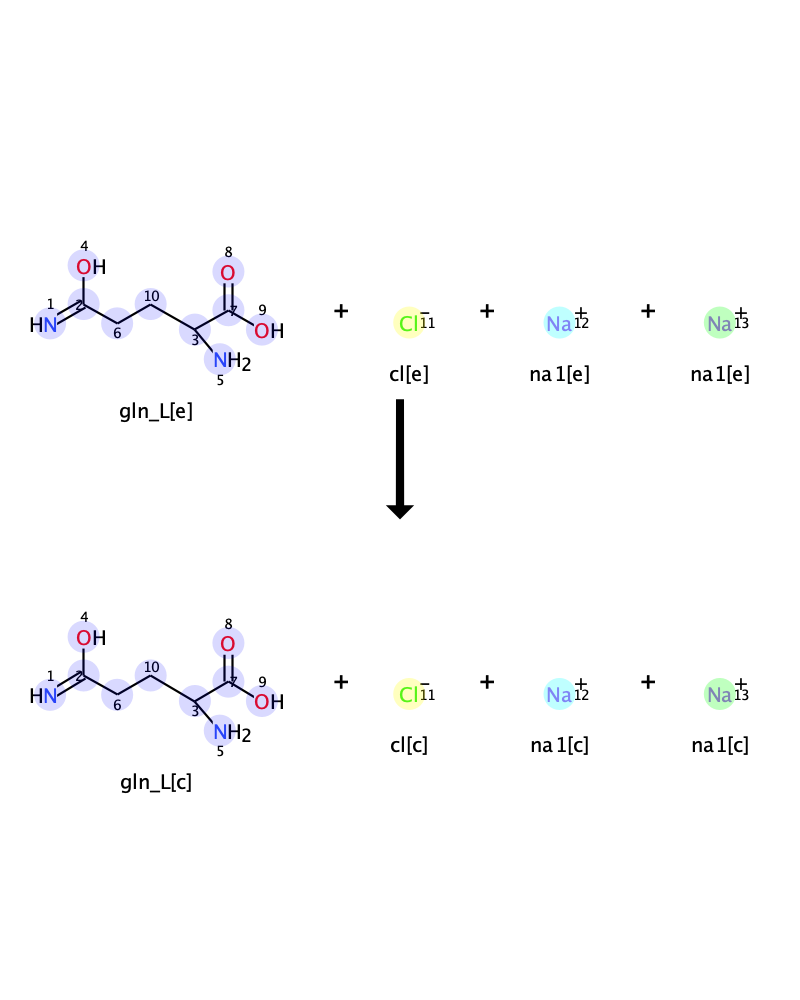 4 8
OH O
1 2 10 7 9
HN 6 3 OH + Cl − 11 + Na + 12 + Na + 13
NH2
5
cl[e] na1[e] na1[e]
gln_L[e]
4 8
OH O
1 2 10 7 9
HN 6 3 OH + Cl − 11 + Na + 12 + Na + 13
NH2
5
cl[c] na1[c] na1[c]
gln_L[c]